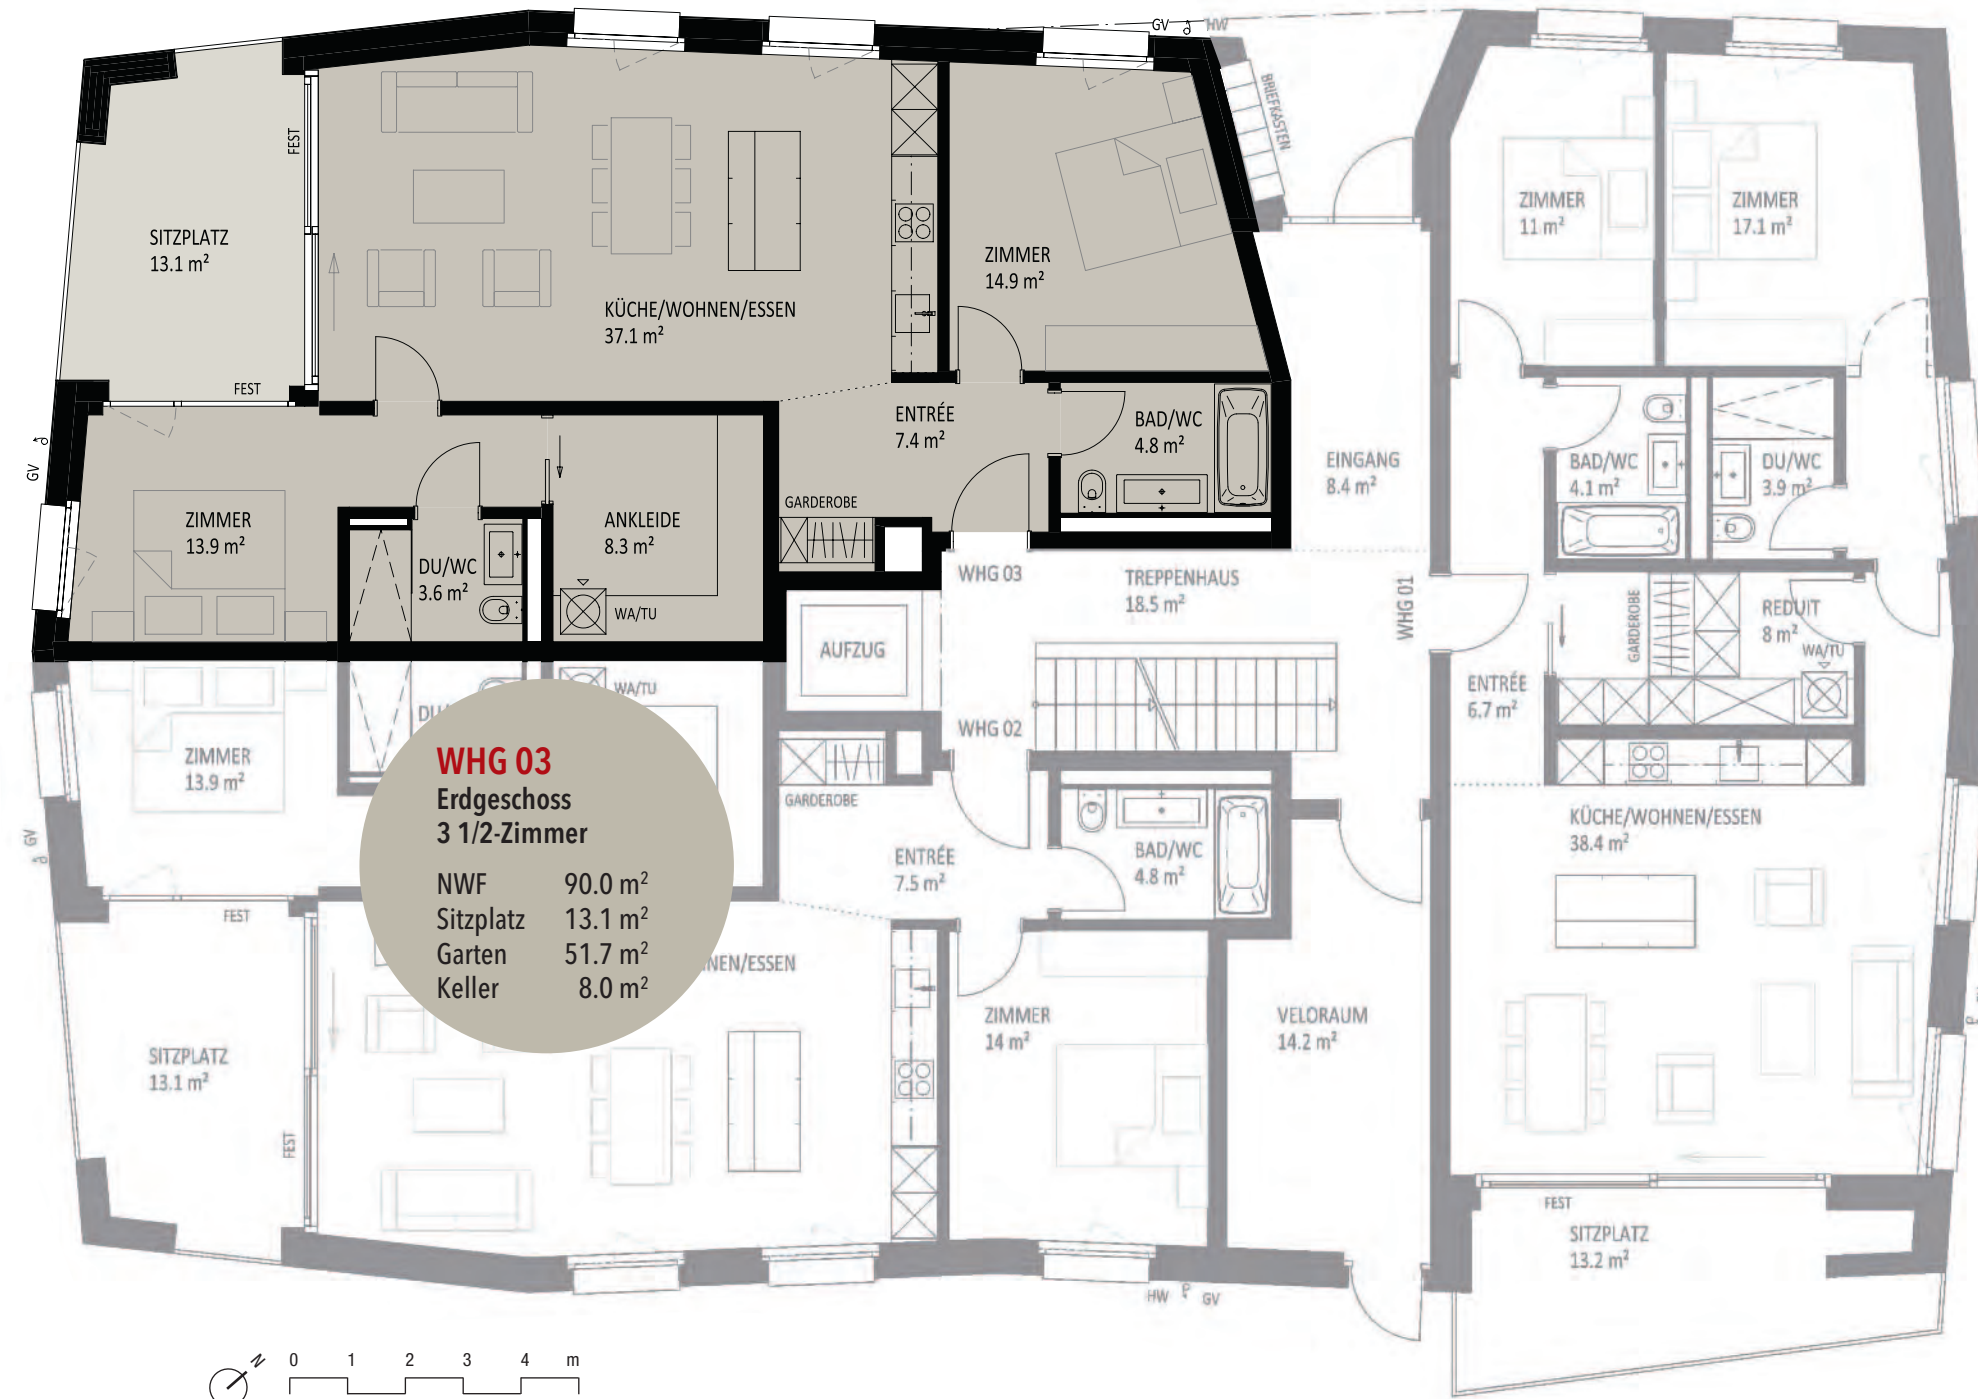 GV
HW
BRIEFKASTEN
FEST
SITZPLATZ
13.1 m²
FEST
KÜCHE/WOHNEN/ESSEN
37.1 m²
ZIMMER
14.9 m²
ZIMMER
11 m²
ZIMMER
17.1 m²
GV
ENTRÉE
7.4 m²
BAD/WC
4.8 m²
GARDEROBE
ZIMMER
13.9 m²
DU/WC
3.6 m²
ANKLEIDE
8.3 m²
WA/TU
EINGANG
8.4 m²
BAD/WC
4.1 m²
DU/WC
3.9 m²
WHG 03
TREPPENHAUS
18.5 m²
WHG 01
GARDEROBE
REDUIT
8 m²
WA/TU
AUFZUG
ENTRÉE
6.7 m²
WHG 02
WA/TU
ZIMMER
13.9 m²
GARDEROBE
WHG 03
Erdgeschoss
3 1/2-Zimmer
NWF 90.0 m²
Sitzplatz 13.1 m²
Garten 51.7 m²
Keller 8.0 m²
GV
FEST
ENTRÉE
7.5 m²
BAD/WC
4.8 m²
KÜCHE/WOHNEN/ESSEN
38.4 m²
NEN/ESSEN
SITZPLATZ
13.1 m²
FEST
ZIMMER
14 m²
VELORAUM
14.2 m²
FEST
SITZPLATZ
13.2 m²
HW
GV
N
0 1 2 3 4 m